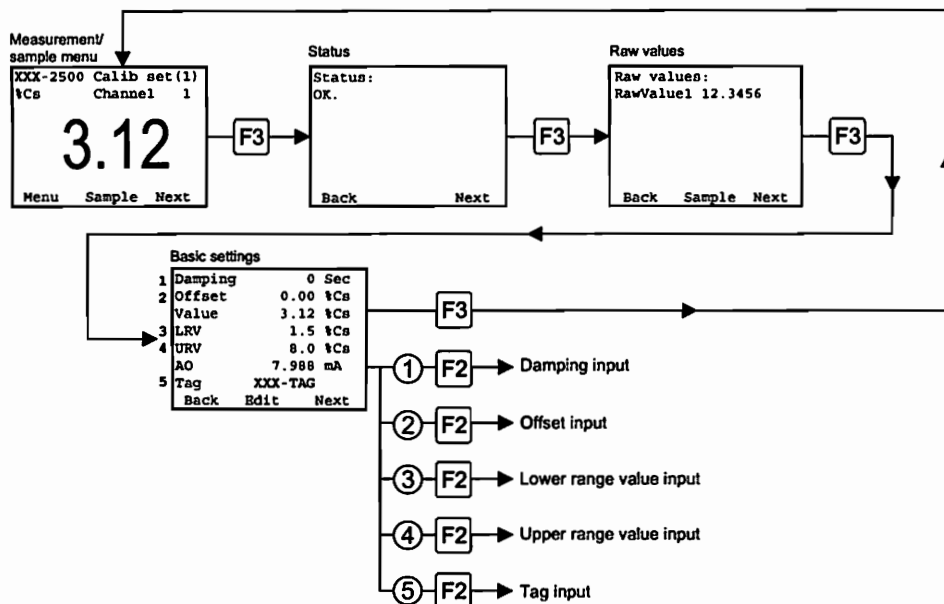 Measurement/
sample menu
XXX-2500 Calib set(1)
%Cs Channel 1
3.12
Menu Sample Next
F3
Status
Status:
OK.
Back Next
F3
Raw values
Raw values:
RawValue1 12.3456
Back Sample Next
F3
Basic settings
1 Damping 0 Sec
2 Offset 0.00 %Cs
Value 3.12 %Cs
3 LRV 1.5 %Cs
4 URV 8.0 %Cs
AO 7.988 mA
5 Tag XXX-TAG
Back Edit Next
F3
1 F2 Damping input
2 F2 Offset input
3 F2 Lower range value input
4 F2 Upper range value input
5 F2 Tag input